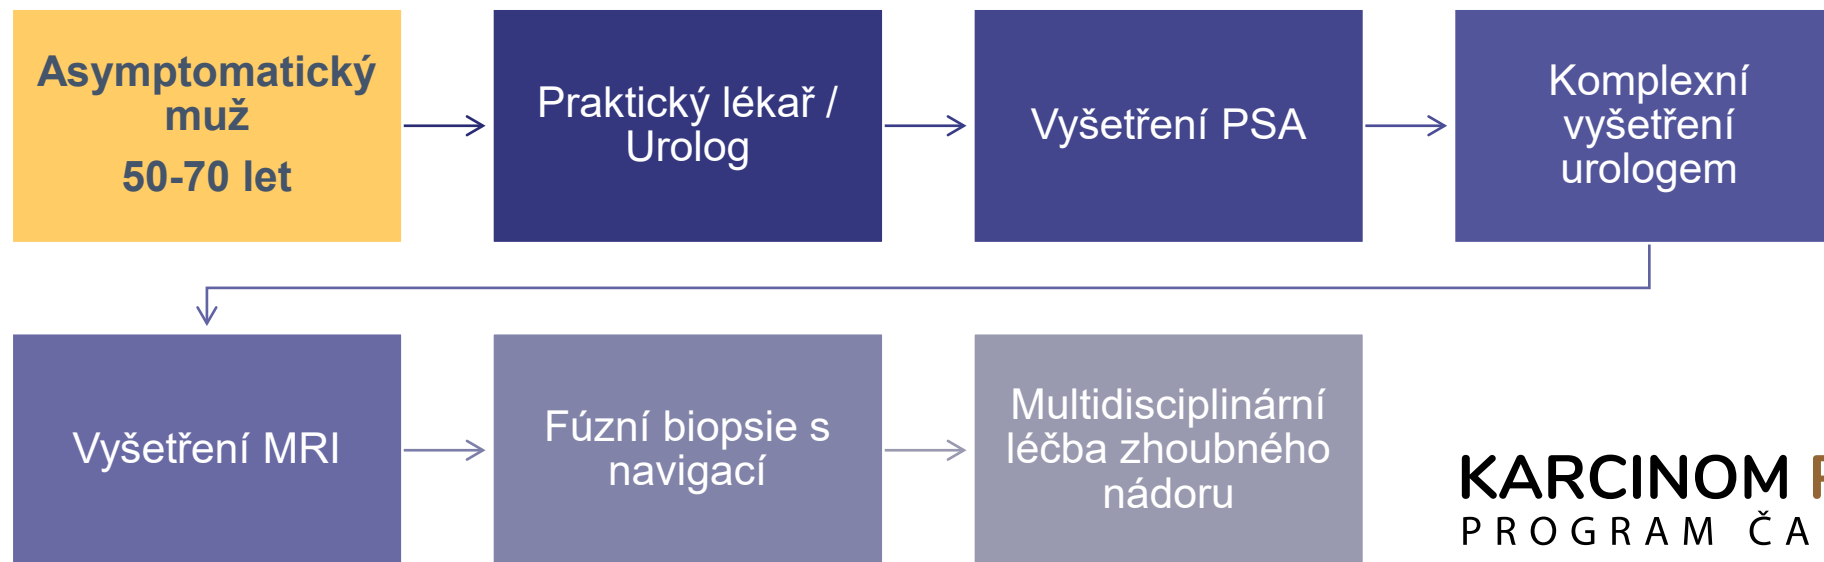 Asymptomatický
muž
50-70 let
Praktický lékař /
Urolog
Vyšetření PSA
Komplexní
vyšetření
urologem
Vyšetření MRI
Fúzní biopsie s
navigací
Multidisciplinární
léčba zhoubného
nádoru
KARCINOM
PROGRAM